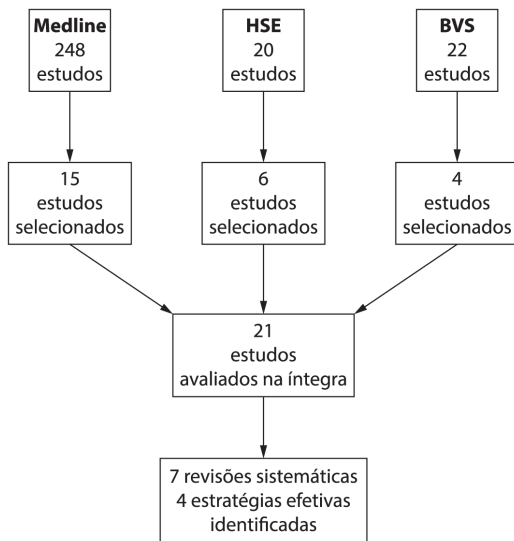 Medline
248
estudos
HSE
20
estudos
BVS
22
estudos
15
estudos
selecionados
6
estudos
selecionados
4
estudos
selecionados
21
estudos
avaliados na íntegra
7 revisões sistemáticas
4 estratégias efetivas
identificadas